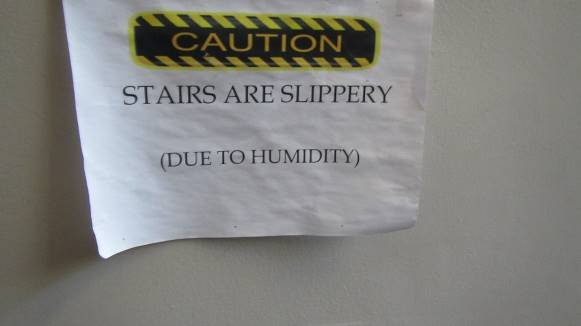 CAUTION
STAIRS ARE SLIPPERY
(DUE TO HUMIDITY)